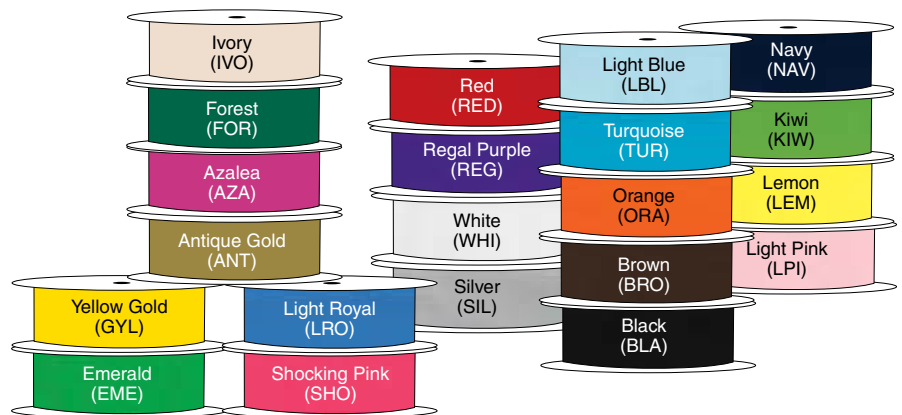 Ivory
(IVO)
Forest
(FOR)
Azalea
(AZA)
Antique Gold
(ANT)
Yellow Gold
(GYL)
Emerald
(EME)
Light Royal
(LRO)
Shocking Pink
(SHO)
Red
(RED)
Regal Purple
(REG)
White
(WHI)
Silver
(SIL)
Light Blue
(LBL)
Turquoise
(TUR)
Orange
(ORA)
Brown
(BRO)
Black
(BLA)
Navy
(NAV)
Kiwi
(KIW)
Lemon
(LEM)
Light Pink
(LPI)